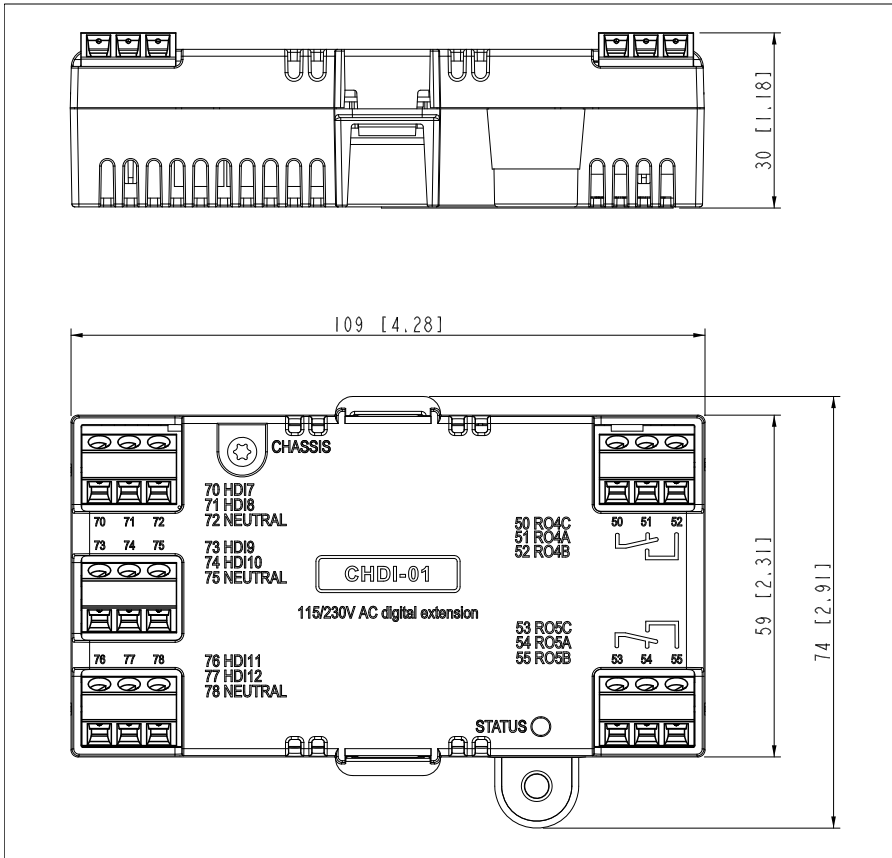 30 [1.18]
109 [4.28]
CHASSIS
70 HDI7
71 HDI8
72 NEUTRAL
70 71 72
73 74 75
73 HDI9
74 HDI10
75 NEUTRAL
50 RO4C
51 RO4A
52 RO4B
50 51 52
CHDI-01
115/230V AC digital extension
59 [2.31]
74 [2.91]
53 RO5C
54 RO5A
55 RO5B
53 54 55
76 77 78
76 HDI11
77 HDI12
78 NEUTRAL
STATUS